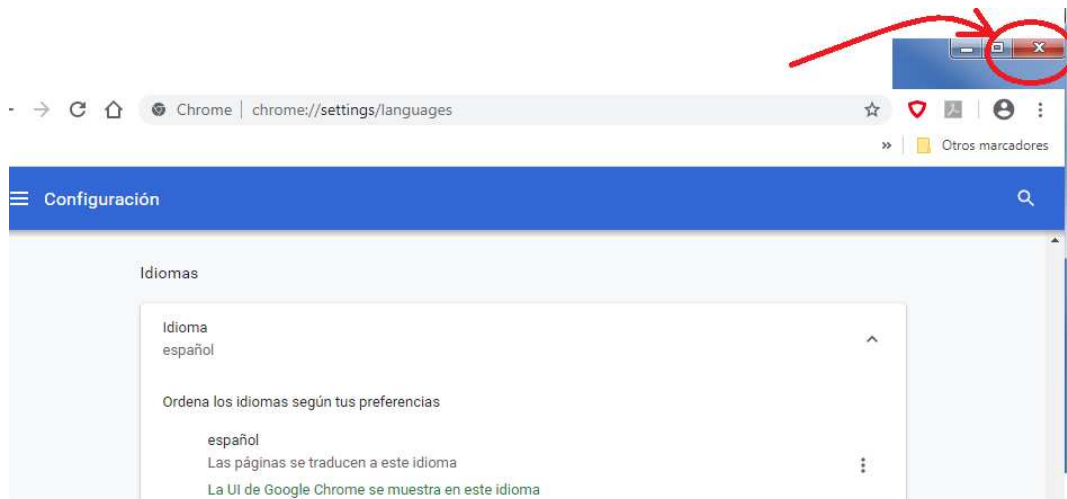 Chrome | chrome://settings/languages
» Otros marcadores
Configuración
Idiomas
Idioma
español
Ordena los idiomas según tus preferencias
español
Las páginas se traducen a este idioma
La UI de Google Chrome se muestra en este idioma